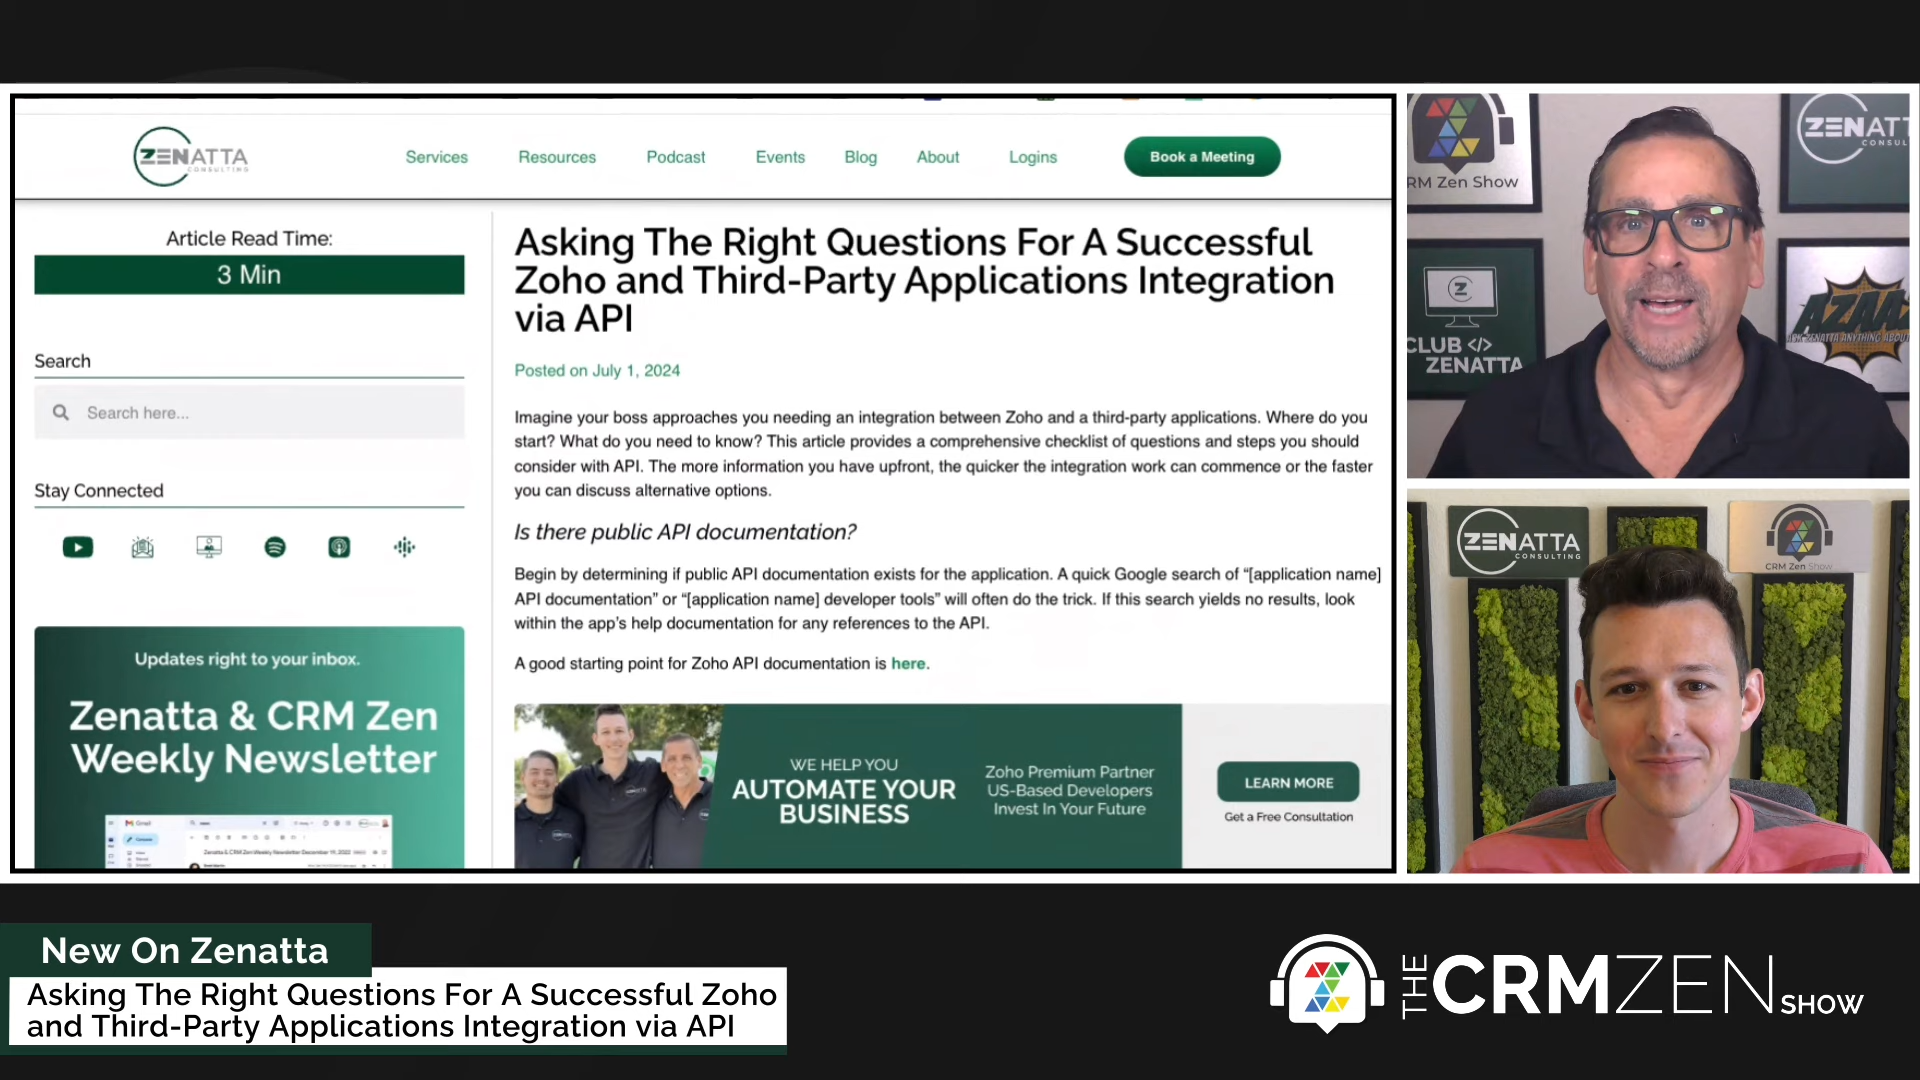 ZENATTA
CONSULTING
Services
Resources
Podcast
Events
Blog
About
Logins
Book a Meeting
Article Read Time:
3 Min
Search
Search here...
Stay Connected
Updates right to your inbox.
Zenatta & CRM Zen
Weekly Newsletter
Gmail
Asking The Right Questions For A Successful
Zoho and Third-Party Applications Integration
via API
Posted on July 1, 2024
Imagine your boss approaches you needing an integration between Zoho and a third-party applications. Where do you
start? What do you need to know? This article provides a comprehensive checklist of questions and steps you should
consider with API. The more information you have upfront, the quicker the integration work can commence or the faster
you can discuss alternative options.
Is there public API documentation?
Begin by determining if public API documentation exists for the application. A quick Google search of “[application name]
API documentation” or “[application name] developer tools” will often do the trick. If this search yields no results, look
within the app’s help documentation for any references to the API.
A good starting point for Zoho API documentation is here.
WE HELP YOU
AUTOMATE YOUR
BUSINESS
Zoho Premium Partner
US-Based Developers
Invest In Your Future
LEARN MORE
Get a Free Consultation
RM Zen Show
ZENATT
CONSUL
CLUB </>
ZENATTA
AZAA
ZENATTA ANYTHING ABOU
ZENATTA
CONSULTING
CRM Zen Show
New On Zenatta
Asking The Right Questions For A Successful Zoho
and Third-Party Applications Integration via API
THE CRMZEN SHOW